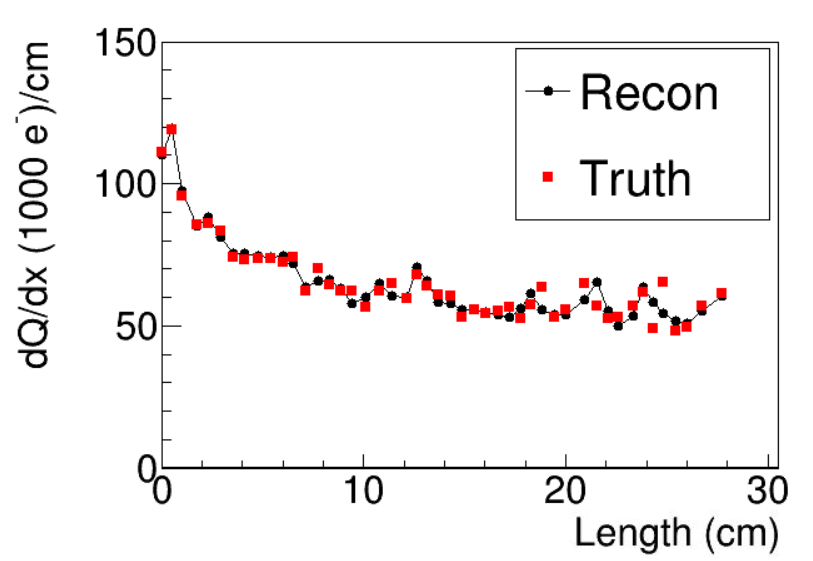 150
100
50
0
0 10 20 30
dQ/dx (1000 e⁻)/cm
Length (cm)
Recon
Truth